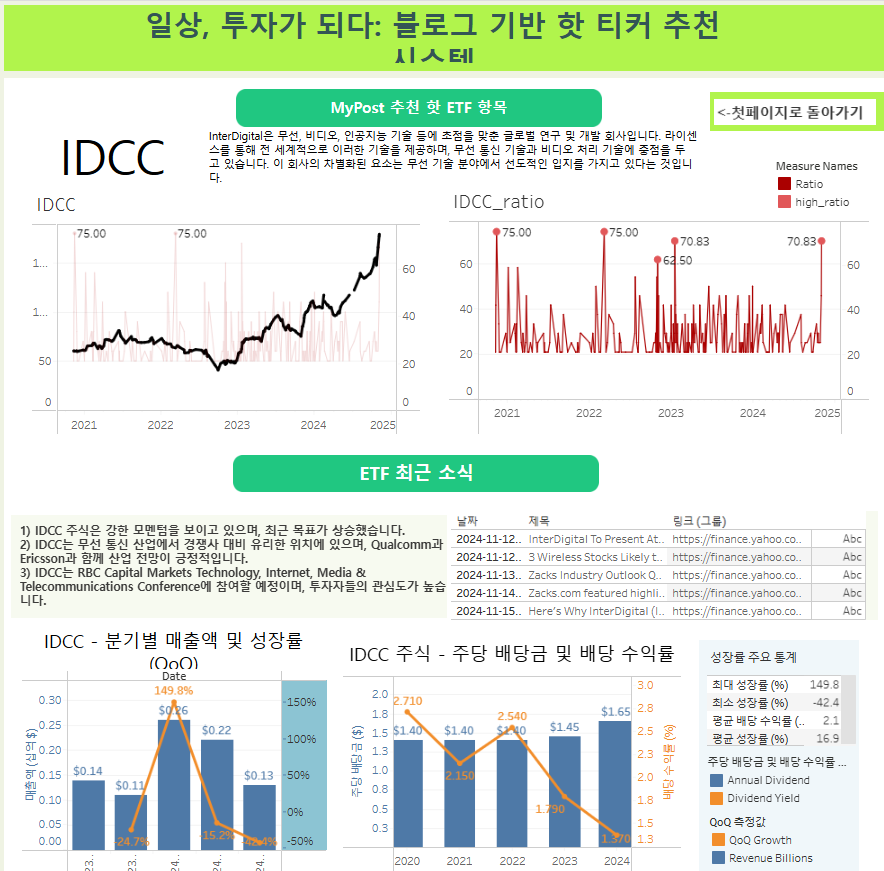 일상, 투자가 되다: 블로그 기반 핫 티커 추천
시스템
MyPost 추천 핫 ETF 항목
<-첫페이지로 돌아가기
IDCC
InterDigital은 무선, 비디오, 인공지능 기술 등에 초점을 맞춘 글로벌 연구 및 개발 회사입니다. 라이센
스를 통해 전 세계적으로 이러한 기술을 제공하며, 무선 통신 기술과 비디오 처리 기술에 중점을 두
고 있습니다. 이 회사의 차별화된 요소는 무선 기술 분야에서 선도적인 입지를 가지고 있다는 것입니
다.
Measure Names
Ratio
high_ratio
IDCC
75.00
75.00
1...
1...
50
0
60
40
20
0
2021
2022
2023
2024
2025
IDCC_ratio
75.00
75.00
62.50
70.83
70.83
60
40
20
0
60
40
20
0
2021
2022
2023
2024
2025
ETF 최근 소식
1) IDCC 주식은 강한 모멘텀을 보이고 있으며, 최근 목표가 상승했습니다.
2) IDCC는 무선 통신 산업에서 경쟁사 대비 유리한 위치에 있으며, Qualcomm과
Ericsson과 함께 산업 전망이 긍정적입니다.
3) IDCC는 RBC Capital Markets Technology, Internet, Media &
Telecommunications Conference에 참여할 예정이며, 투자자들의 관심도가 높습
니다.
날짜 제목 링크 (그룹)
2024-11-12.. InterDigital To Present At.. https://finance.yahoo.co.. Abc
2024-11-12.. 3 Wireless Stocks Likely t.. https://finance.yahoo.co.. Abc
2024-11-13.. Zacks Industry Outlook Q.. https://finance.yahoo.co.. Abc
2024-11-14.. Zacks.com featured highli.. https://finance.yahoo.co.. Abc
2024-11-15.. Here's Why InterDigital (I.. https://finance.yahoo.co.. Abc
IDCC - 분기별 매출액 및 성장률
(QoQ)
Date
매출액 (십억 $)
0.30
0.25
0.20
0.15
0.10
0.05
0.00
$0.14
$0.11
$0.26
$0.22
$0.13
-24.7%
149.8%
-15.2%
-42.4%
150%
100%
50%
0%
-50%
23..
23..
24..
24..
24..
IDCC 주식 - 주당 배당금 및 배당 수익률
주당 배당금 ($)
2.0
1.8
1.5
1.3
1.0
0.8
0.5
0.3
$1.40
$1.40
$1.40
$1.45
$1.65
2.710
2.150
2.540
1.790
1.370
배당 수익률 (%)
3.0
2.8
2.5
2.3
2.0
1.8
1.5
1.3
2020
2021
2022
2023
2024
성장률 주요 통계
최대 성장률 (%) 149.8
최소 성장률 (%) -42.4
평균 배당 수익률 (.. 2.1
평균 성장률 (%) 16.9
주당 배당금 및 배당 수익률 ...
Annual Dividend
Dividend Yield
QoQ 측정값
QoQ Growth
Revenue Billions